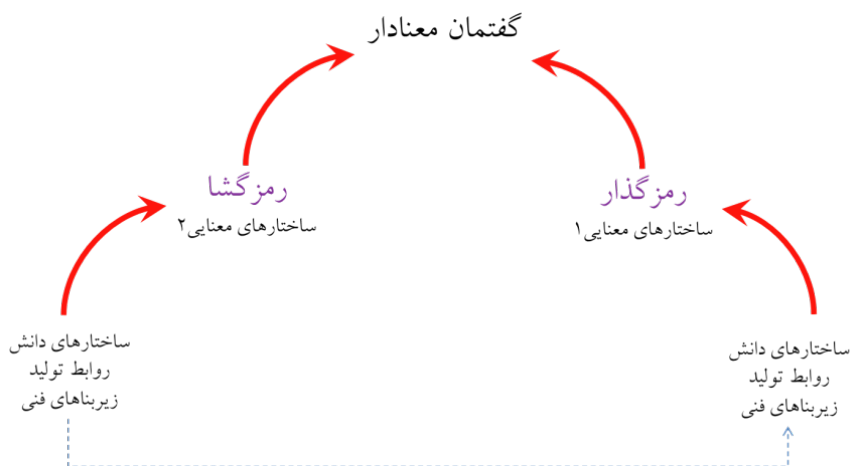 گفتمان معنادار
رمزگذار
ساختارهای معنایی۱
رمزگشا
ساختارهای معنایی۲
ساختارهای دانش
روابط تولید
زیربناهای فنی
ساختارهای دانش
روابط تولید
زیربناهای فنی